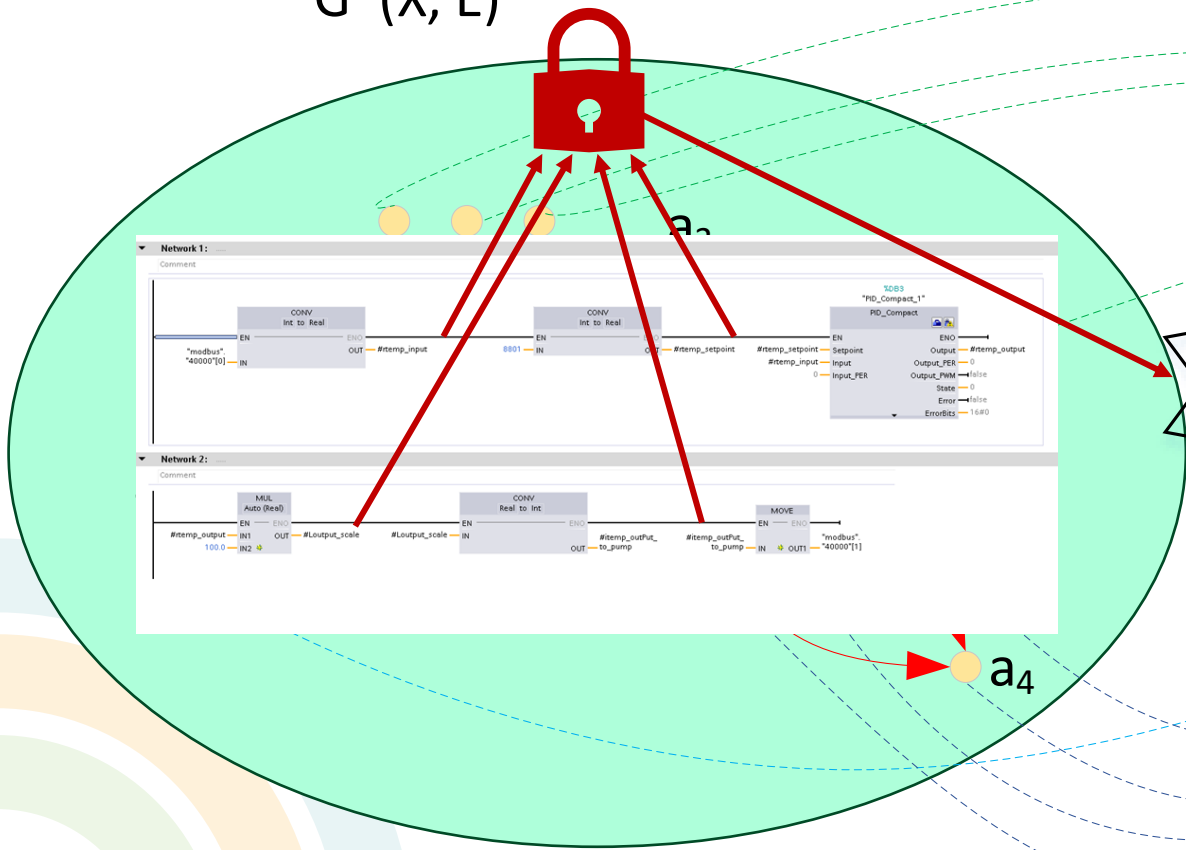 G (X, E)
a₂
Network 1: ....
Comment
%DB3
"PID_Compact_1"
CONV
Int to Real
CONV
Int to Real
PID_Compact
EN
ENO
EN
ENO
EN
ENO
"modbus".
"40000"[0]
IN
OUT
#rtemp_input
8801
IN
OUT
#rtemp_setpoint
#rtemp_setpoint
Setpoint
Output
#rtemp_output
#rtemp_input
Input
Output_PER
0
0
Input_PER
Output_PWM
false
State
0
Error
false
ErrorBits
16#0
Network 2: ....
Comment
MUL
Auto (Real)
CONV
Real to Int
MOVE
EN
ENO
EN
ENO
EN
ENO
#rtemp_output
IN1
OUT
#Loutput_scale
#Loutput_scale
IN
100.0
IN2
OUT
#itemp_outPut_
to_pump
#itemp_outPut_
to_pump
IN
OUT1
"modbus".
"40000"[1]
a₄